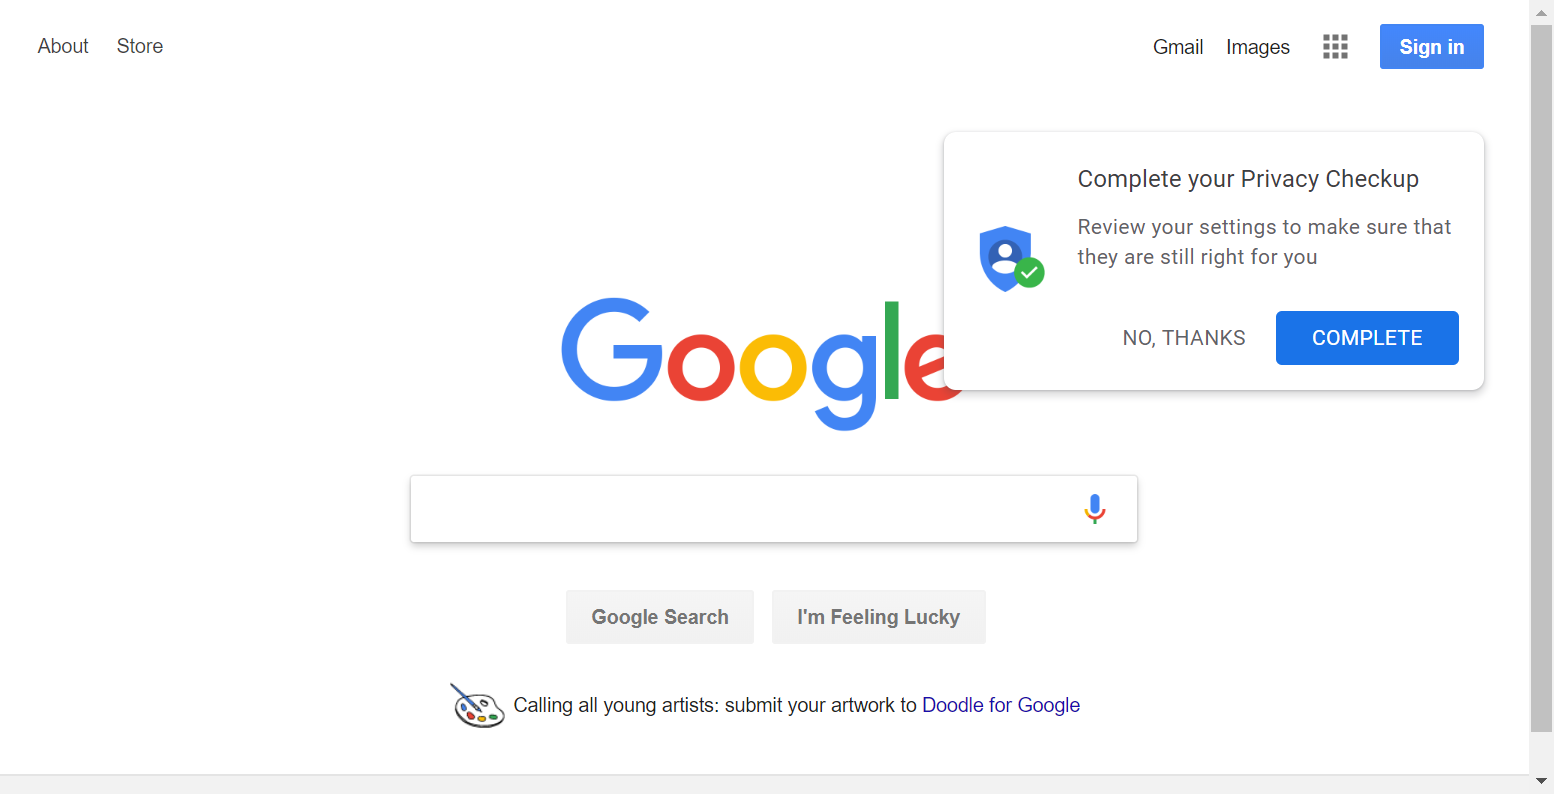 About Store
Gmail Images Sign in
Complete your Privacy Checkup
Review your settings to make sure that
they are still right for you
NO, THANKS COMPLETE
Google
Google Search I'm Feeling Lucky
Calling all young artists: submit your artwork to Doodle for Google